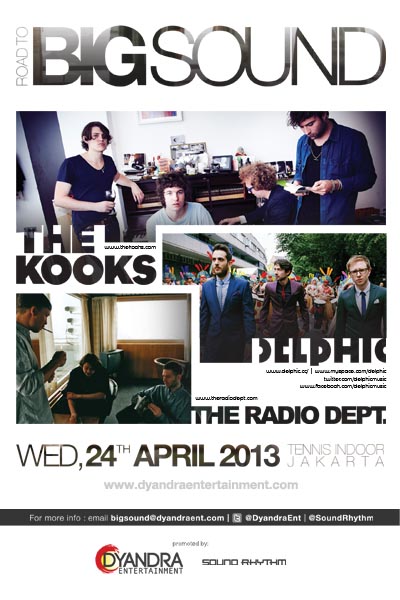 ROAD TO BIGSOUND
THE KOOKS
www.thekooks.com
DELPHIC
www.delphic.cc/ | www.myspace.com/delphic
twitter.com/delphicmusic
www.facebook.com/delphicmusic
www.theradiodept.com
THE RADIO DEPT.
WED, 24TH APRIL 2013 TENNIS INDOOR JAKARTA
www.dyandraentertainment.com
For more info : email bigsound@dyandraent.com | @DyandraEnt | @SoundRhythm
promoted by:
DYANDRA ENTERTAINMENT
SOUND RHYTHM